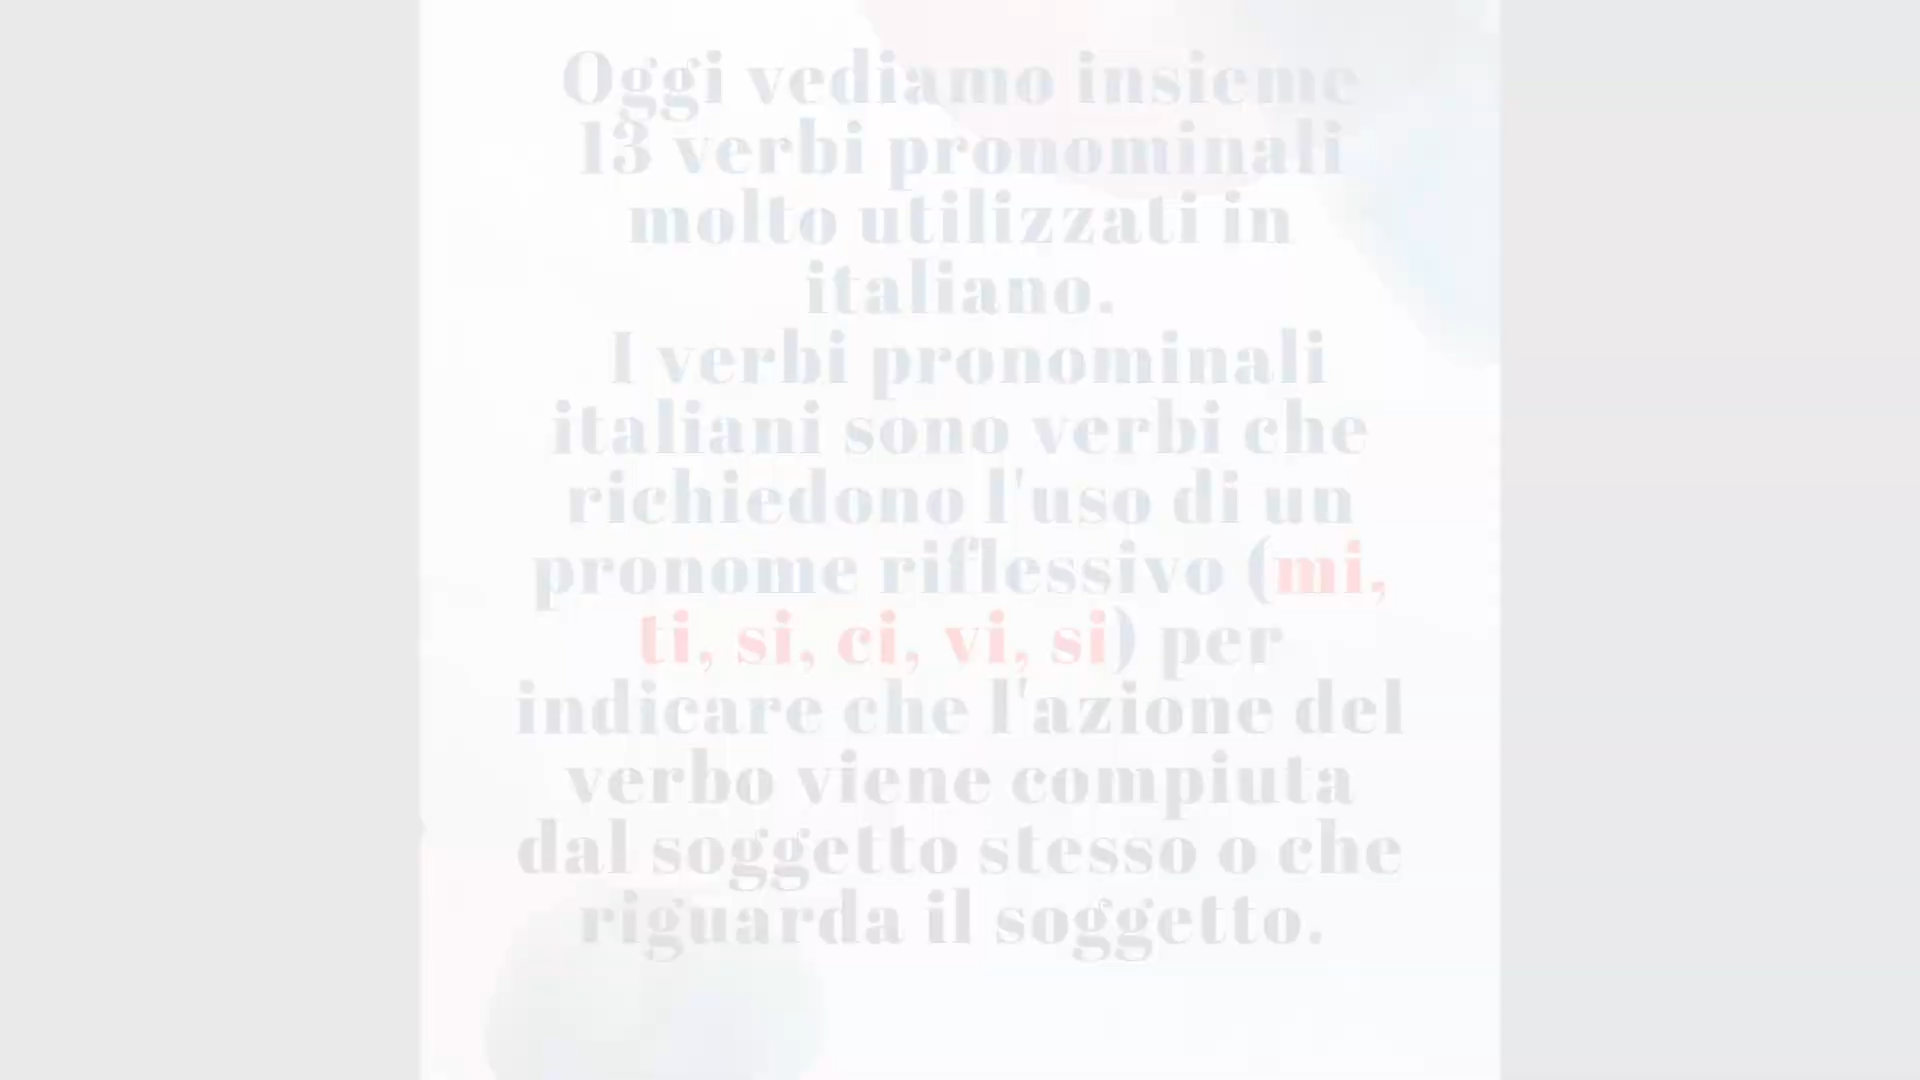 Oggi vediamo insieme
13 verbi pronominali
molto utilizzati in
italiano.
I verbi pronominali
italiani sono verbi che
richiedono l'uso di un
pronome riflessivo (mi,
ti, si, ci, vi, si) per
indicare che l'azione del
verbo viene compiuta
dal soggetto stesso o che
riguarda il soggetto.